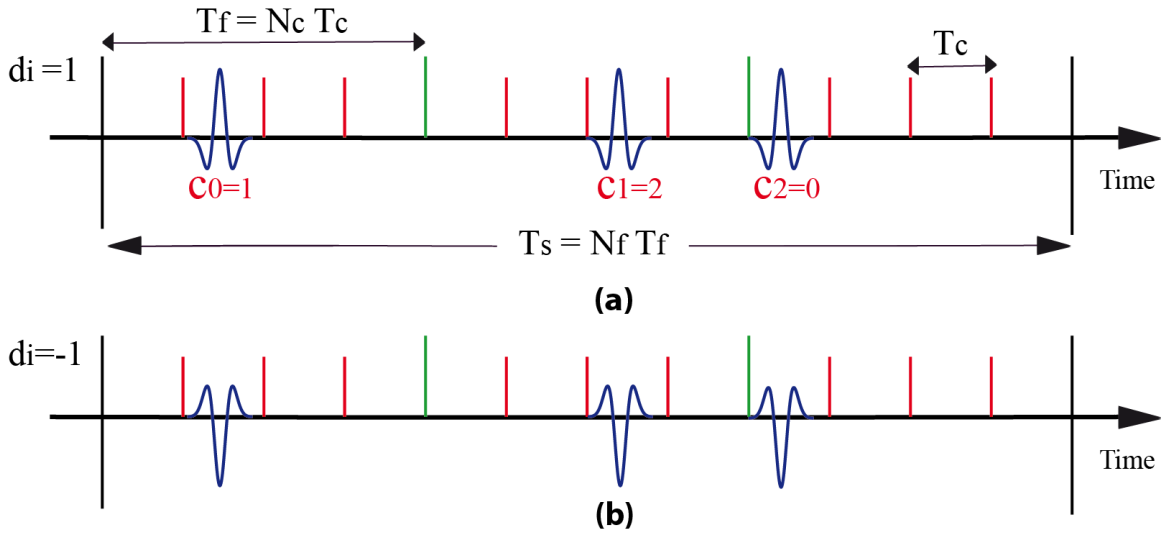 Tf = Nc Tc
di =1
Tc
c0=1
c1=2
c2=0
Time
Ts = Nf Tf
(a)
di=-1
Time
(b)